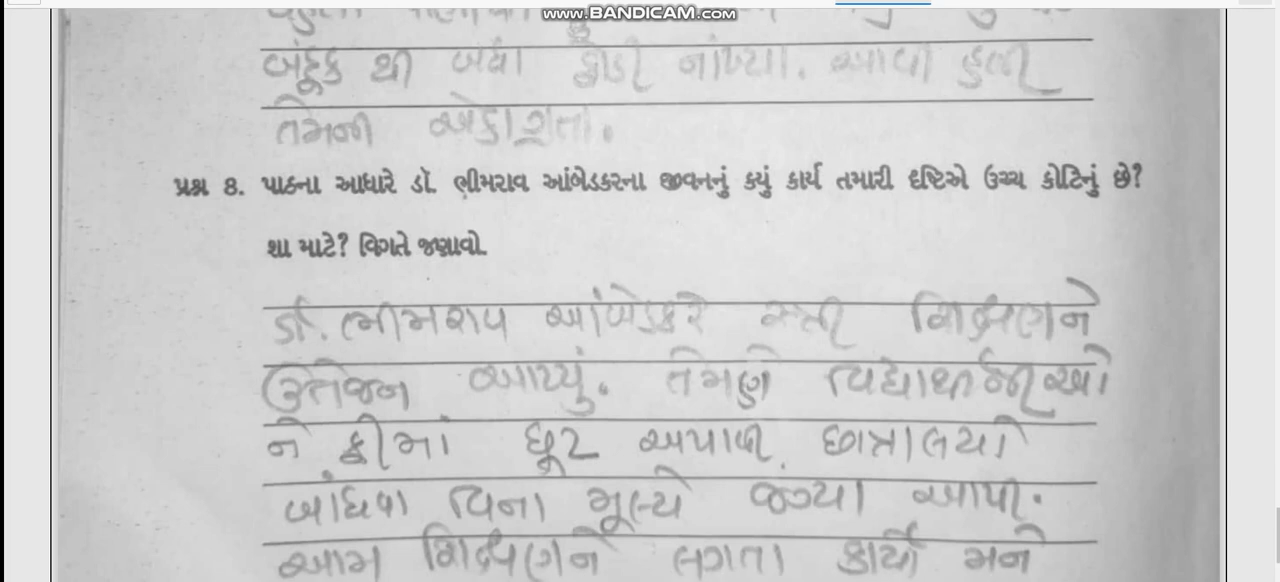 www.BANDICAM.com
બંદૂક થી બધા ફોડી નાંખ્યા. આવી હતી
તેમની એકાગ્રતા.
પ્રશ્ન 8. પાઠના આધારે ડૉ. ભીમરાવ આંબેડકરના જીવનનું કયું કાર્ય તમારી દૃષ્ટિએ ઉચ્ચ કોટિનું છે?
શા માટે? વિગતે જણાવો.
ડૉ. ભીમરાવ આંબેડકરે સ્ત્રી શિક્ષણને
ઉત્તેજન આપ્યું. તેમણે વિદ્યાર્થીનીઓ
ને ફીમાં છૂટ અપાવી. છાત્રાલયો
બાંધવા વિના મૂલ્યે જગ્યા આપી.
આમ શિક્ષણને લગતા કાર્યો મને